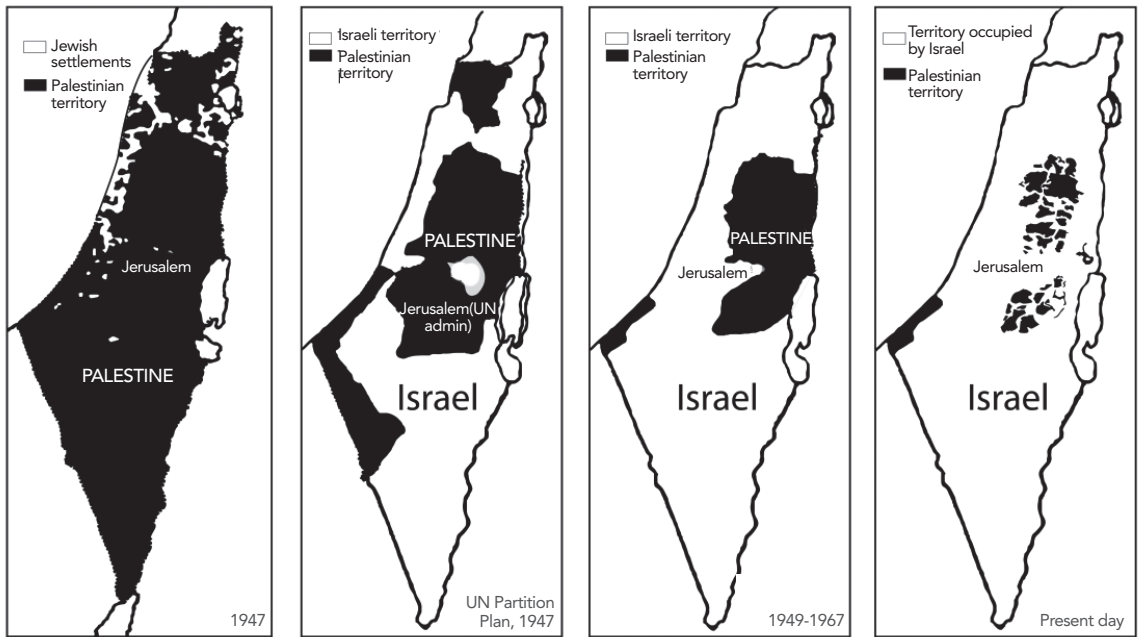 Jewish
settlements
Palestinian
territory
Jerusalem
PALESTINE
1947
Israeli territory
Palestinian
territory
PALESTINE
Jerusalem(UN
admin)
Israel
UN Partition
Plan, 1947
Israeli territory
Palestinian
territory
PALESTINE
Jerusalem
Israel
1949-1967
Territory occupied
by Israel
Palestinian
territory
Jerusalem
Israel
Present day